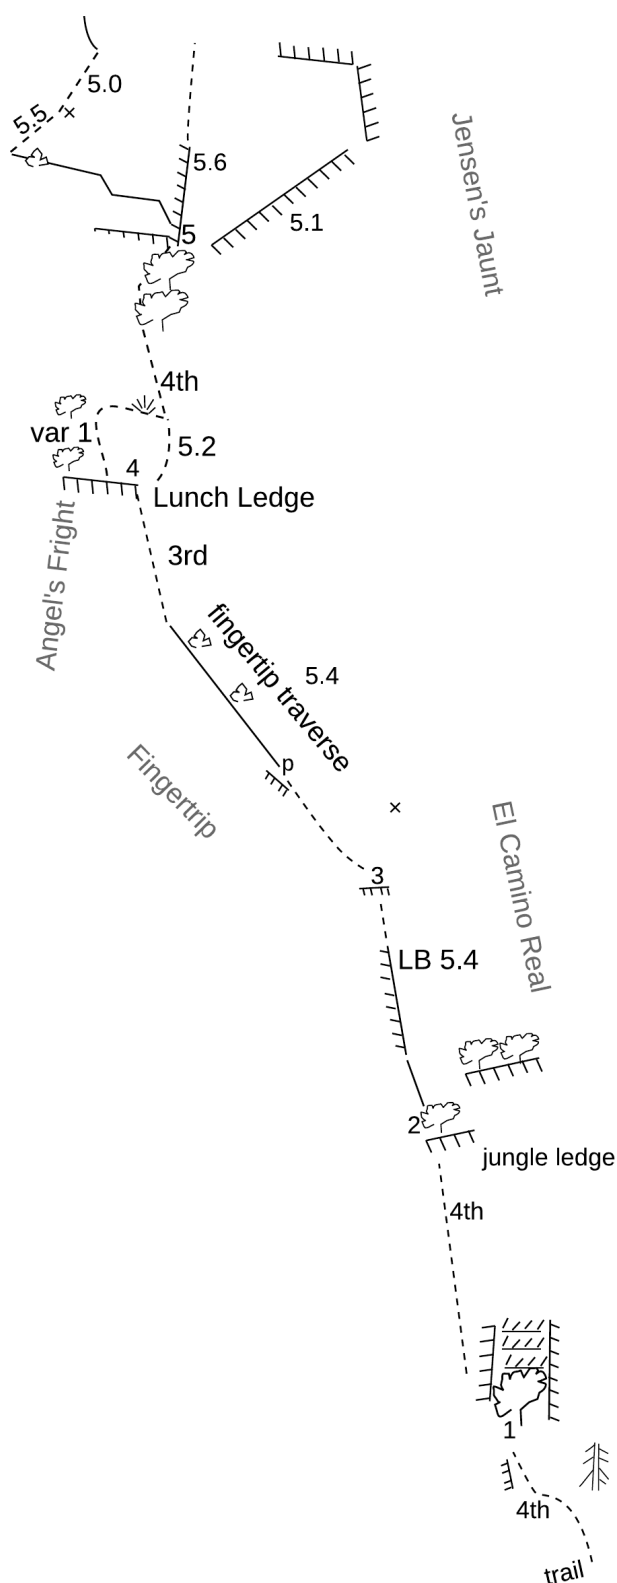 5.0
5.5
5.6
5.1
Jensen's Jaunt
5
4th
var 1
5.2
4
Lunch Ledge
Angel's Fright
3rd
fingertip traverse
5.4
Fingertrip
p
El Camino Real
3
LB 5.4
2
jungle ledge
4th
1
4th
trail